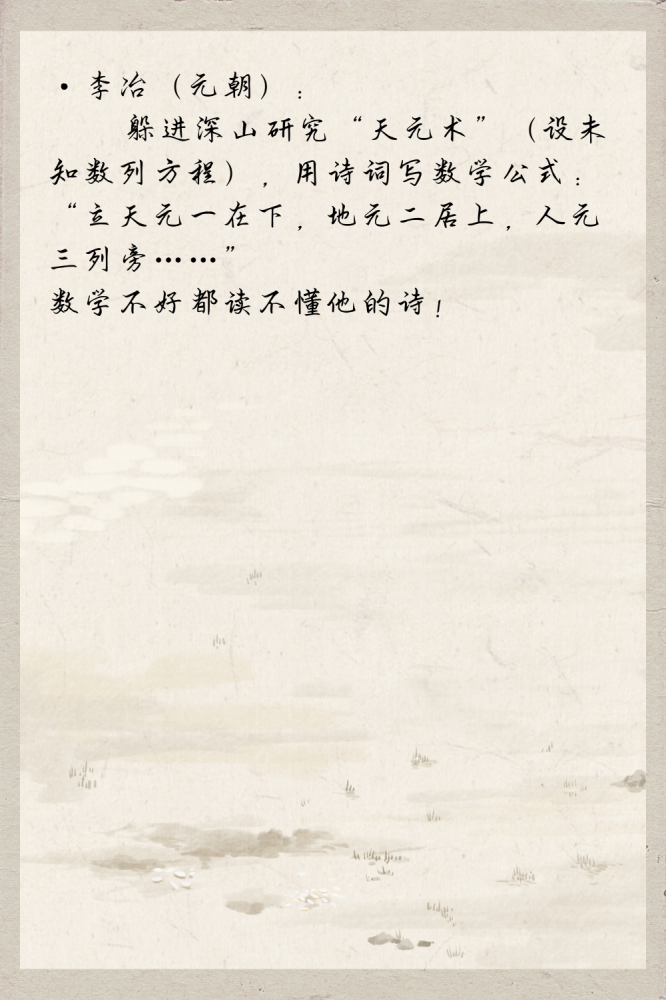 ·李冶（元朝）：
躲进深山研究“天元术”（设未
知数列方程），用诗词写数学公式：
“立天元一在下，地元二居上，人元
三列旁……”
数学不好都读不懂他的诗！